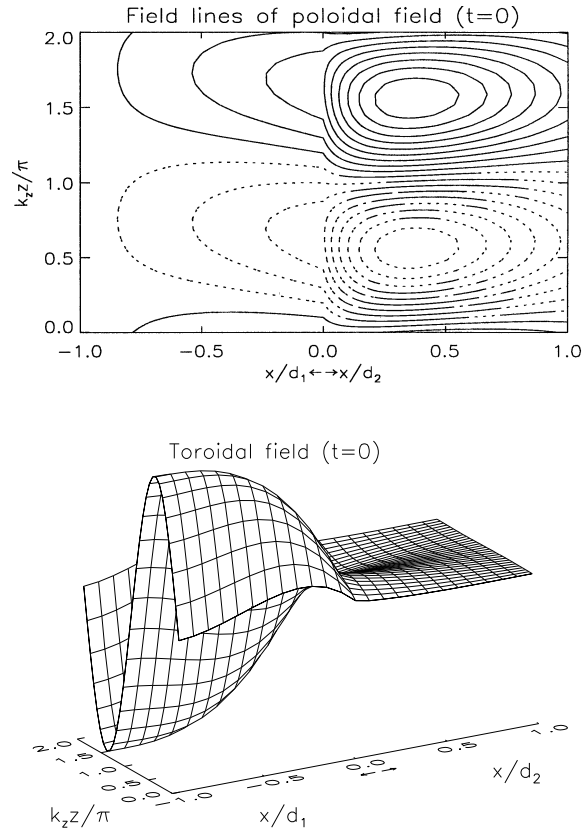 Field lines of poloidal field (t=0)
2.0
1.5
1.0
0.5
0.0
k_z z/π
-1.0 -0.5 0.0 0.5 1.0
x/d₁←→x/d₂
Toroidal field (t=0)
2.0
1.5
1.0
0.5
0.0
k_z z/π
-1.0 -0.5 0.0 0.5 1.0
←→
x/d₁ x/d₂